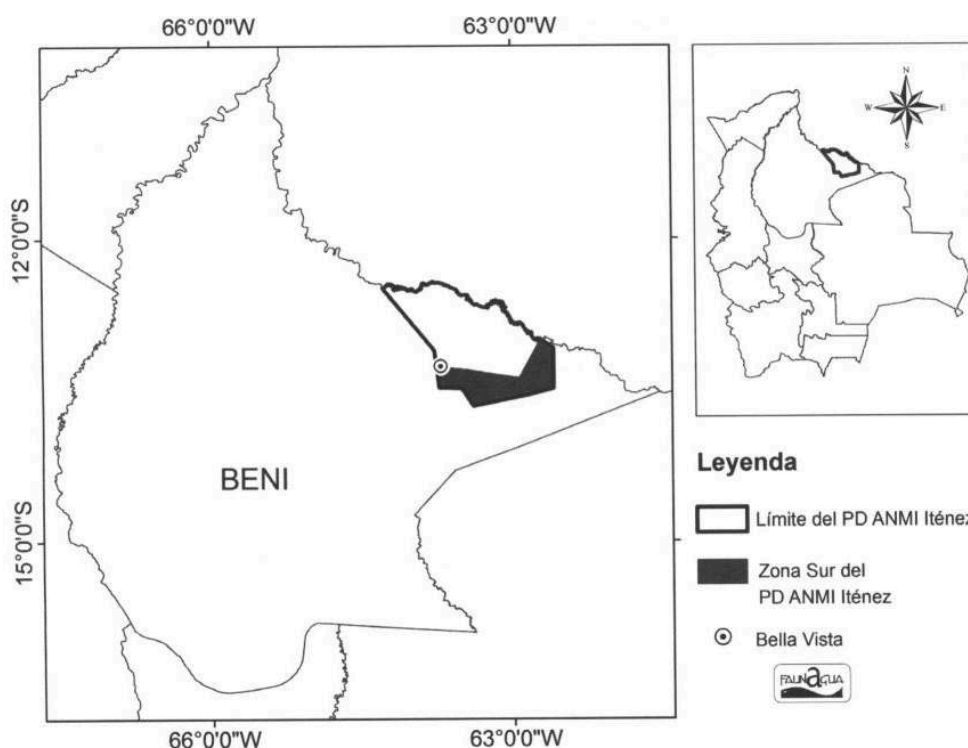 66°0'0"W
63°0'0"W
12°0'0"S
15°0'0"S
BENI
66°0'0"W
63°0'0"W
N
W
E
S
Leyenda
Límite del PD ANMI Iténez
Zona Sur del
PD ANMI Iténez
Bella Vista
FAUNAGUA